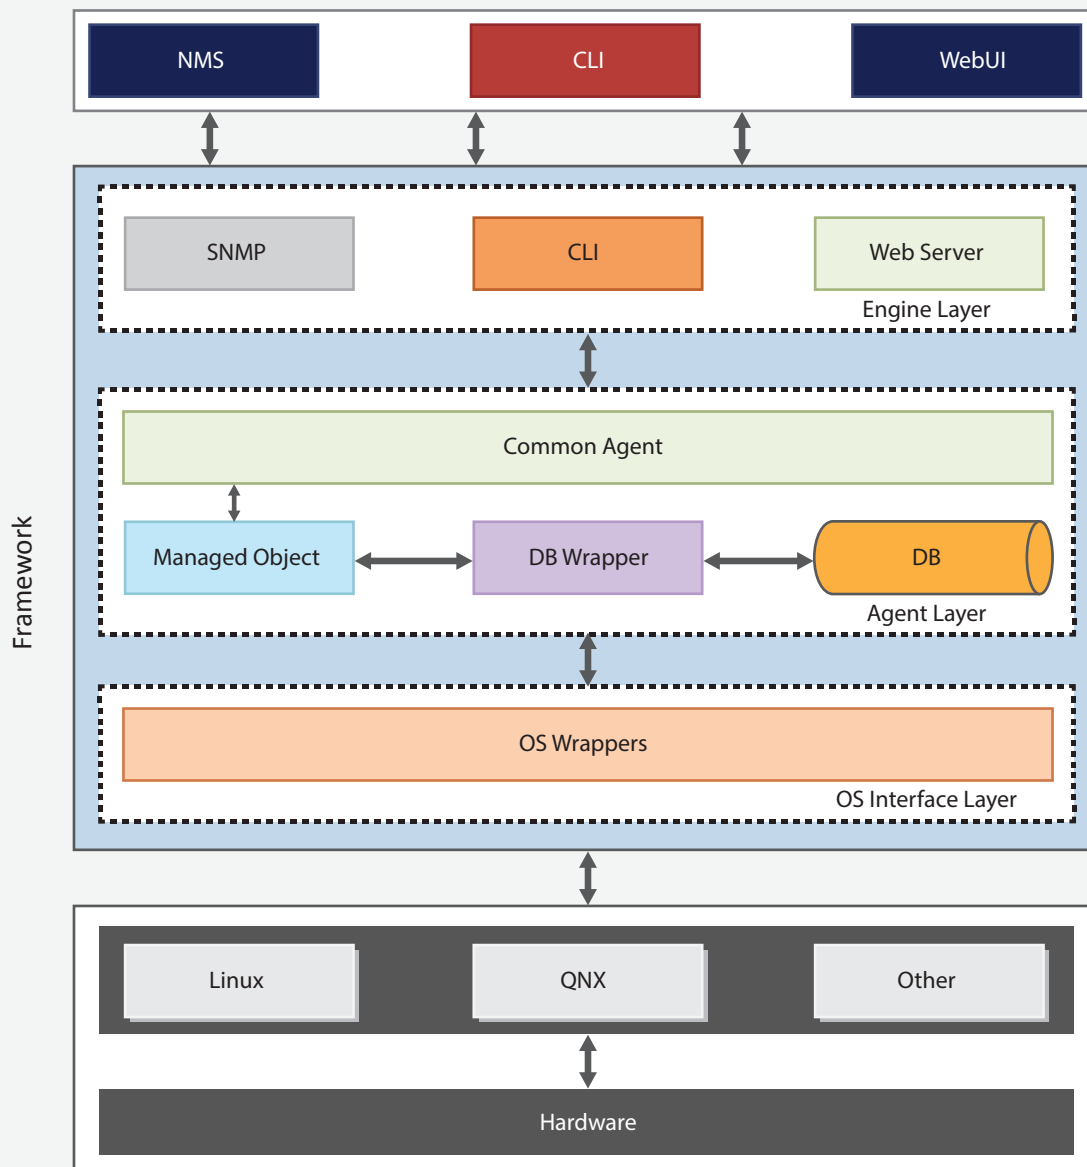 NMS
CLI
WebUI
SNMP
CLI
Web Server
Engine Layer
Common Agent
Managed Object
DB Wrapper
DB
Agent Layer
Framework
OS Wrappers
OS Interface Layer
Linux
QNX
Other
Hardware